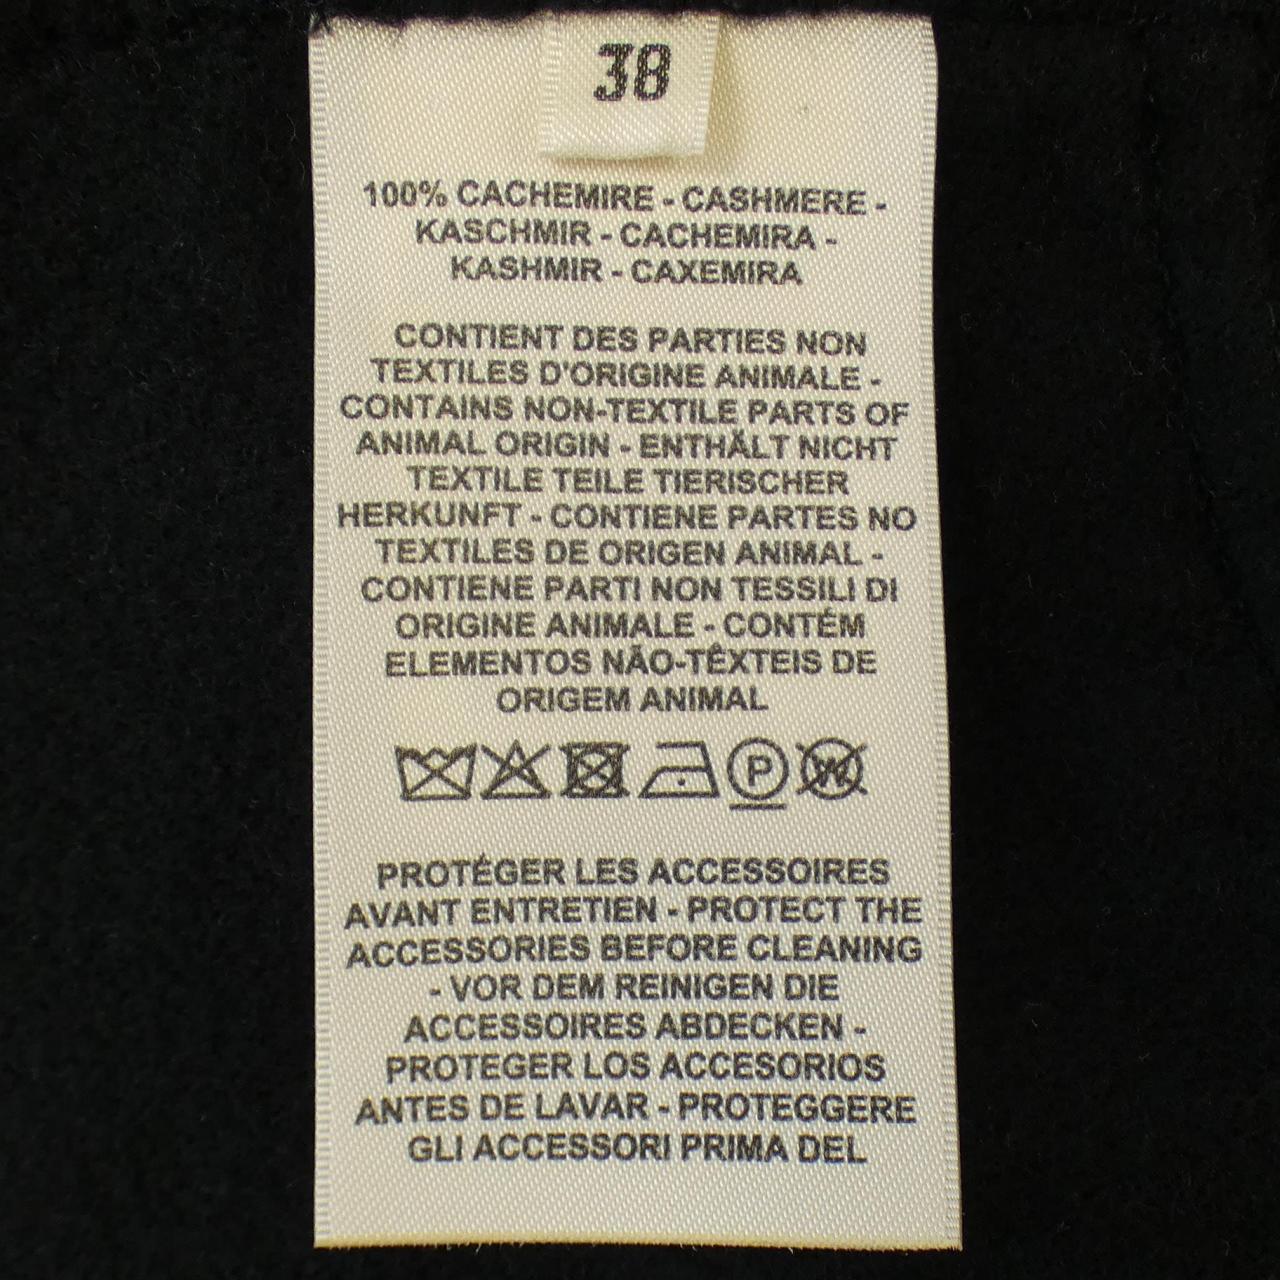 38
100% CACHEMIRE - CASHMERE -
KASCHMIR - CACHEMIRA -
KASHMIR - CAXEMIRA
CONTIENT DES PARTIES NON
TEXTILES D'ORIGINE ANIMALE -
CONTAINS NON-TEXTILE PARTS OF
ANIMAL ORIGIN - ENTHÄLT NICHT
TEXTILE TEILE TIERISCHER
HERKUNFT - CONTIENE PARTES NO
TEXTILES DE ORIGEN ANIMAL -
CONTIENE PARTI NON TESSILI DI
ORIGINE ANIMALE - CONTÉM
ELEMENTOS NÃO-TÊXTEIS DE
ORIGEM ANIMAL
P W
PROTÉGER LES ACCESSOIRES
AVANT ENTRETIEN - PROTECT THE
ACCESSORIES BEFORE CLEANING
- VOR DEM REINIGEN DIE
ACCESSOIRES ABDECKEN -
PROTEGER LOS ACCESORIOS
ANTES DE LAVAR - PROTEGGERE
GLI ACCESSORI PRIMA DEL